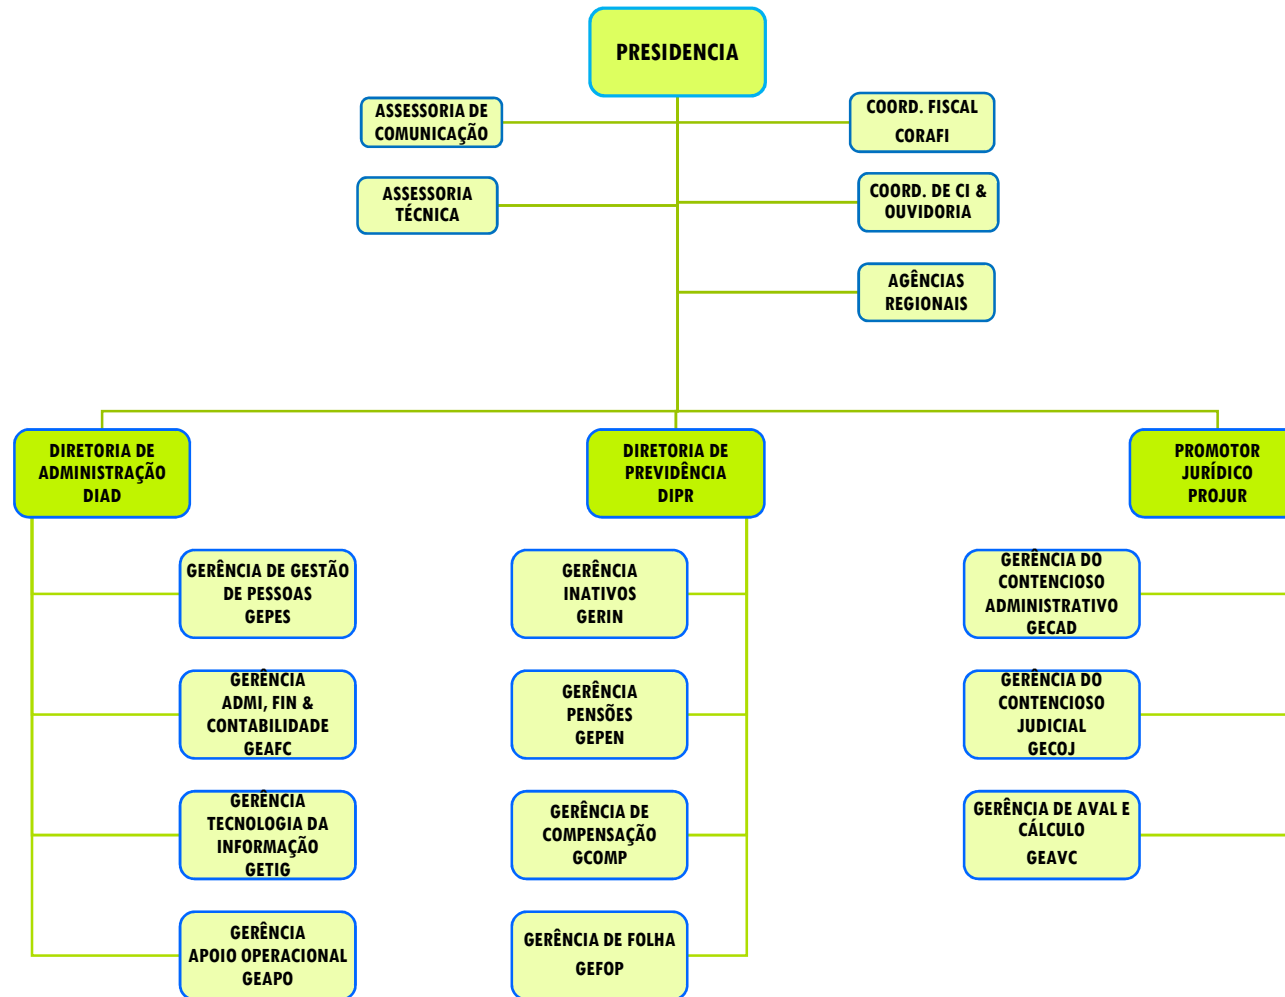 PRESIDENCIA
ASSESSORIA DE
COMUNICAÇÃO
COORD. FISCAL
CORAFI
ASSESSORIA
TÉCNICA
COORD. DE CI &
OUVIDORIA
AGÊNCIAS
REGIONAIS
DIRETORIA DE
ADMINISTRAÇÃO
DIAD
DIRETORIA DE
PREVIDÊNCIA
DIPR
PROMOTOR
JURÍDICO
PROJUR
GERÊNCIA DE GESTÃO
DE PESSOAS
GEPES
GERÊNCIA
INATIVOS
GERIN
GERÊNCIA DO
CONTENCIOSO
ADMINISTRATIVO
GECAD
GERÊNCIA
ADMI, FIN &
CONTABILIDADE
GEAFC
GERÊNCIA
PENSÕES
GEPEN
GERÊNCIA DO
CONTENCIOSO
JUDICIAL
GECOJ
GERÊNCIA
TECNOLOGIA DA
INFORMAÇÃO
GETIG
GERÊNCIA DE
COMPENSAÇÃO
GCOMP
GERÊNCIA DE AVAL E
CÁLCULO
GEAVC
GERÊNCIA
APOIO OPERACIONAL
GEAPO
GERÊNCIA DE FOLHA
GEFOP